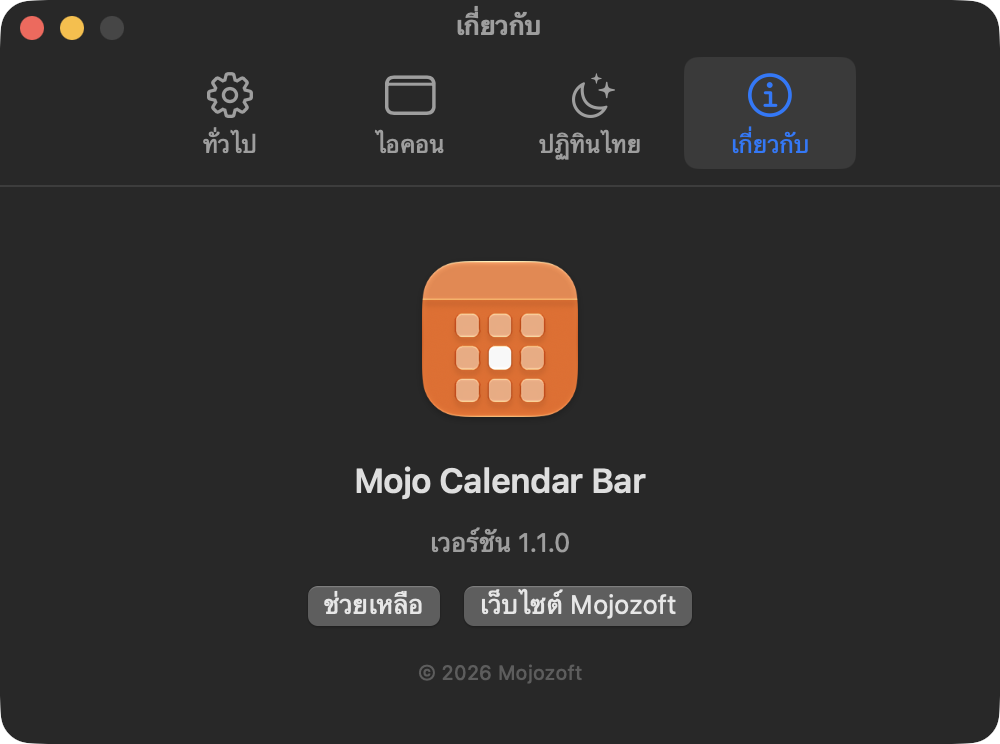 เกี่ยวกับ
ทั่วไป
ไอคอน
ปฏิทินไทย
เกี่ยวกับ
Mojo Calendar Bar
เวอร์ชัน 1.1.0
ช่วยเหลือ
เว็บไซต์ Mojozoft
© 2026 Mojozoft